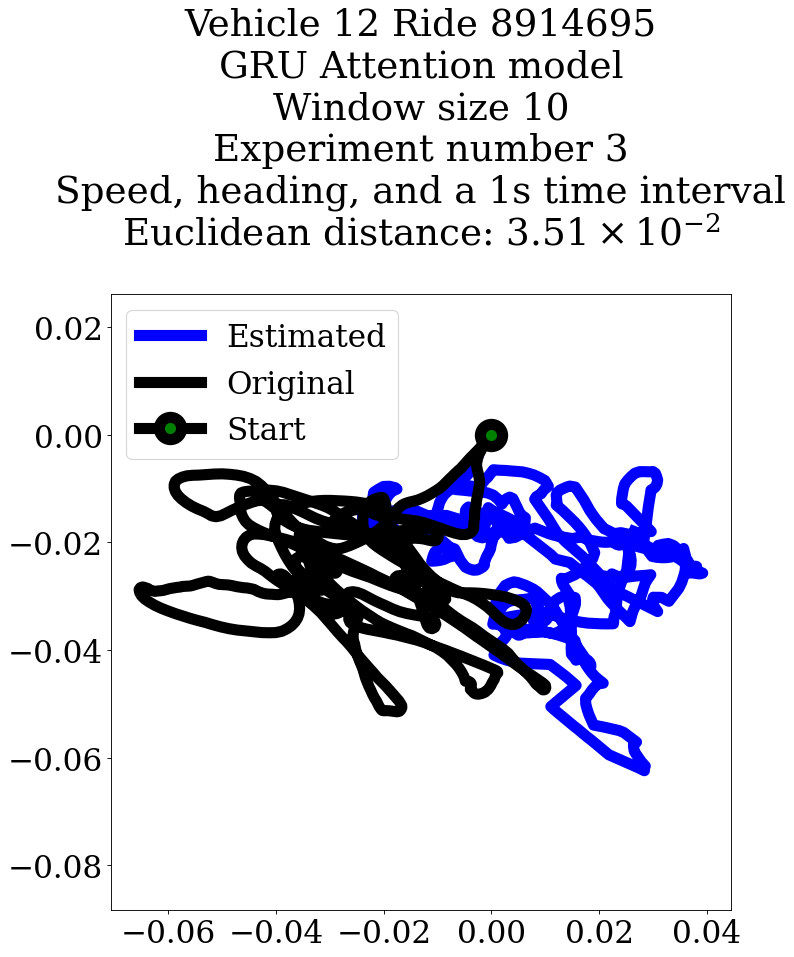 Vehicle 12 Ride 8914695
GRU Attention model
Window size 10
Experiment number 3
Speed, heading, and a 1s time interval
Euclidean distance: 3.51 × 10⁻²
Estimated
Original
Start
0.02
0.00
−0.02
−0.04
−0.06
−0.08
−0.06 −0.04 −0.02 0.00 0.02 0.04